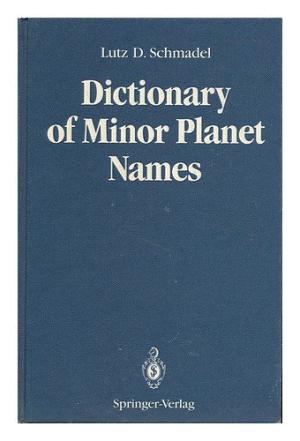 Lutz D. Schmadel
Dictionary
of Minor Planet
Names
Springer-Verlag